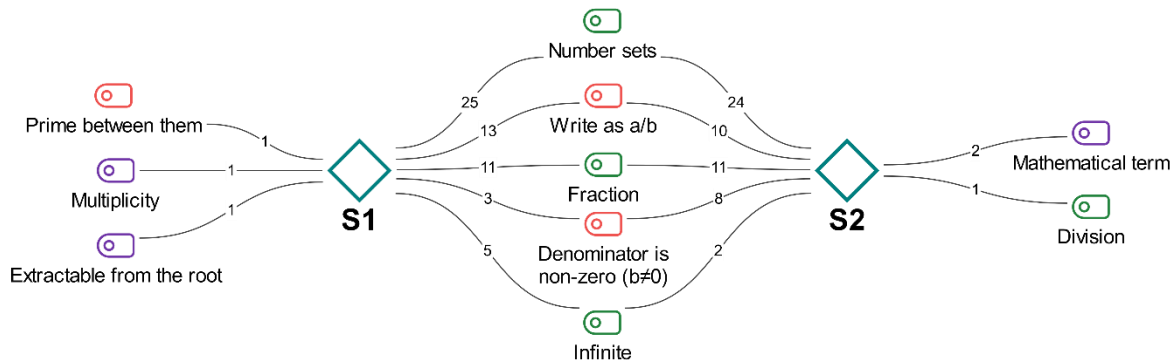 Number sets
25
24
Prime between them
1
13
Write as a/b
10
2
Mathematical term
Multiplicity
1
11
Fraction
11
S1
S2
1
Division
Extractable from the root
1
3
Denominator is
non-zero (b≠0)
8
5
2
Infinite